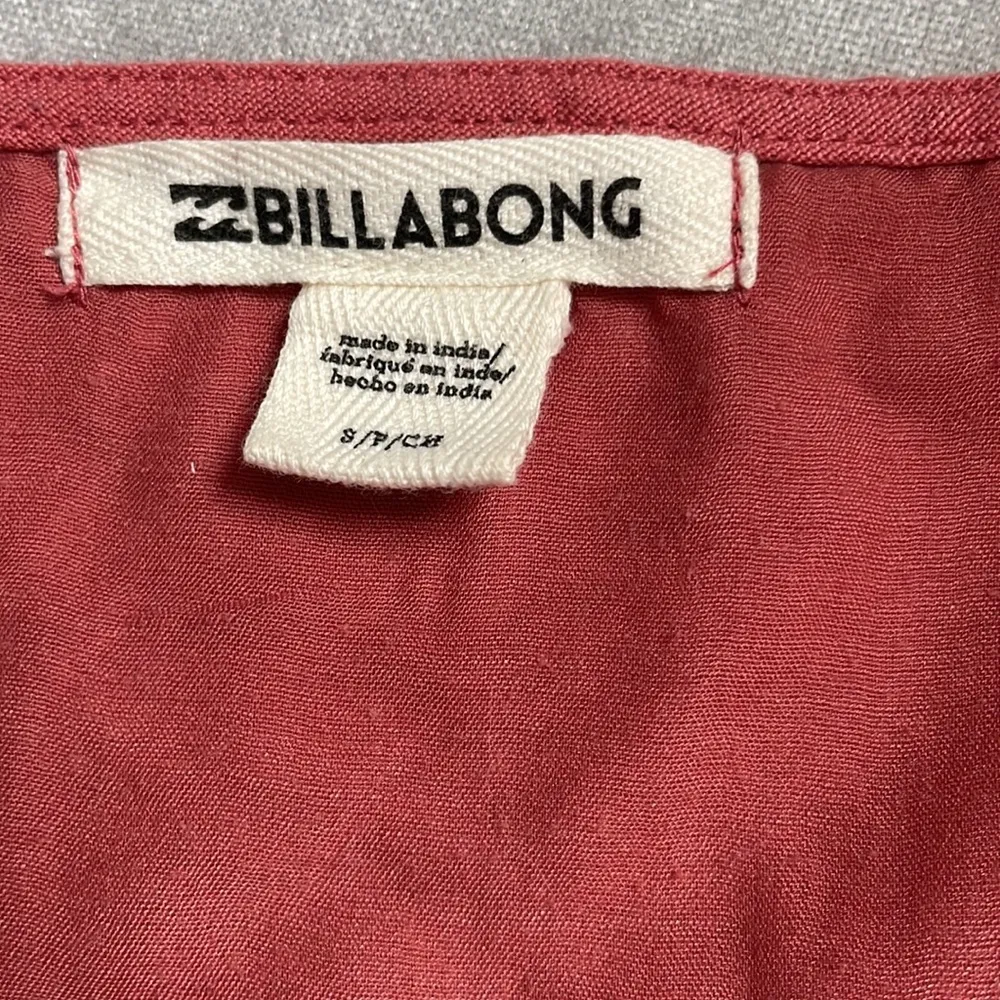 BILLABONG
made in india/
fabriqué en inde/
hecho en india
S/P/CH